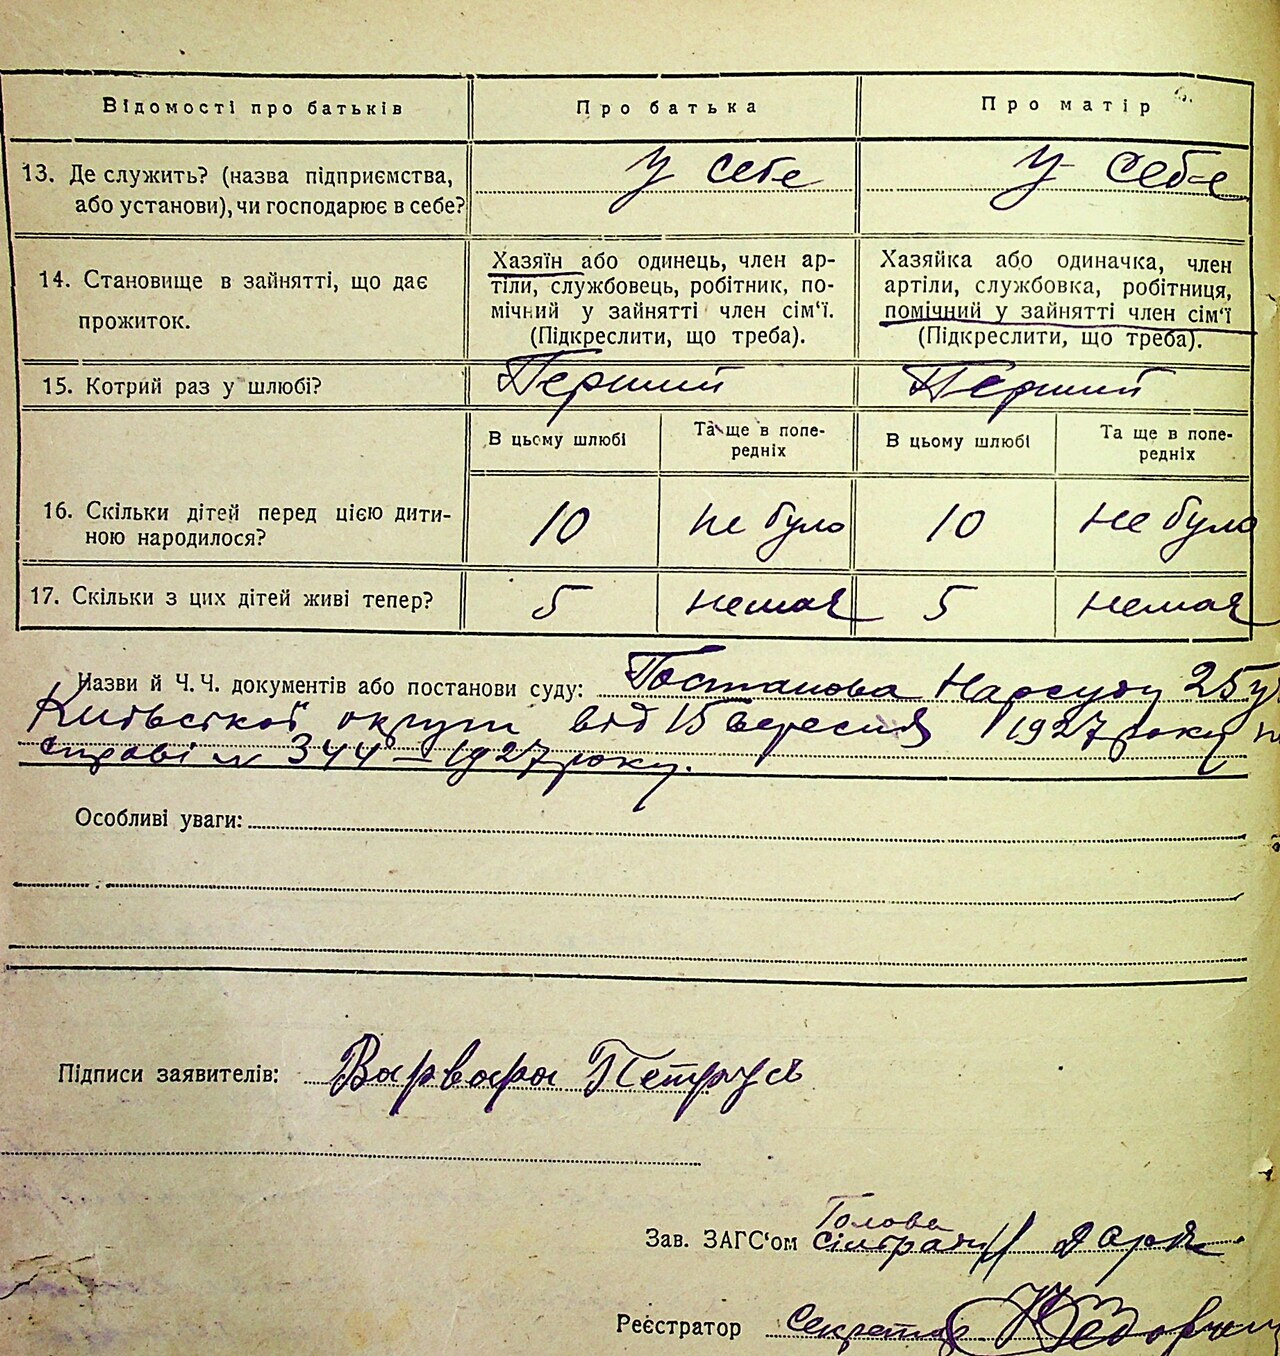 Відомості про батьків Про батька Про матір
13. Де служить? (назва підприємства, у себе у себе
або установи), чи господарює в себе?
14. Становище в зайнятті, що дає прожиток.
Хазяїн або одинець, член ар-
тіли, службовець, робітник, по-
мічний у зайнятті член сім‘ї.
(Підкреслити, що треба).
Хазяйка або одиначка, член
артіли, службовка, робітниця,
помічний у зайнятті член сім‘ї
(Підкреслити, що треба).
15. Котрий раз у шлюбі? Перший Перший
В цьому шлюбі Та ще в попе-
редніх
В цьому шлюбі Та ще в попе-
редніх
16. Скільки дітей перед цією дити- 10 не було 10 не було
ною народилося?
17. Скільки з цих дітей живі тепер? 5 немає 5 немає
Назви й Ч. Ч. документів або постанови суду: Постанова Нарсуду 25 у
Київської округи від 15 вересня 1927 року по
справі № 344 – 1927 року.
Особливі уваги:
Підписи заявителів: Варвара Петрусь
Зав. ЗАГС‘ом Голова
сільради
Реєстратор Секретар